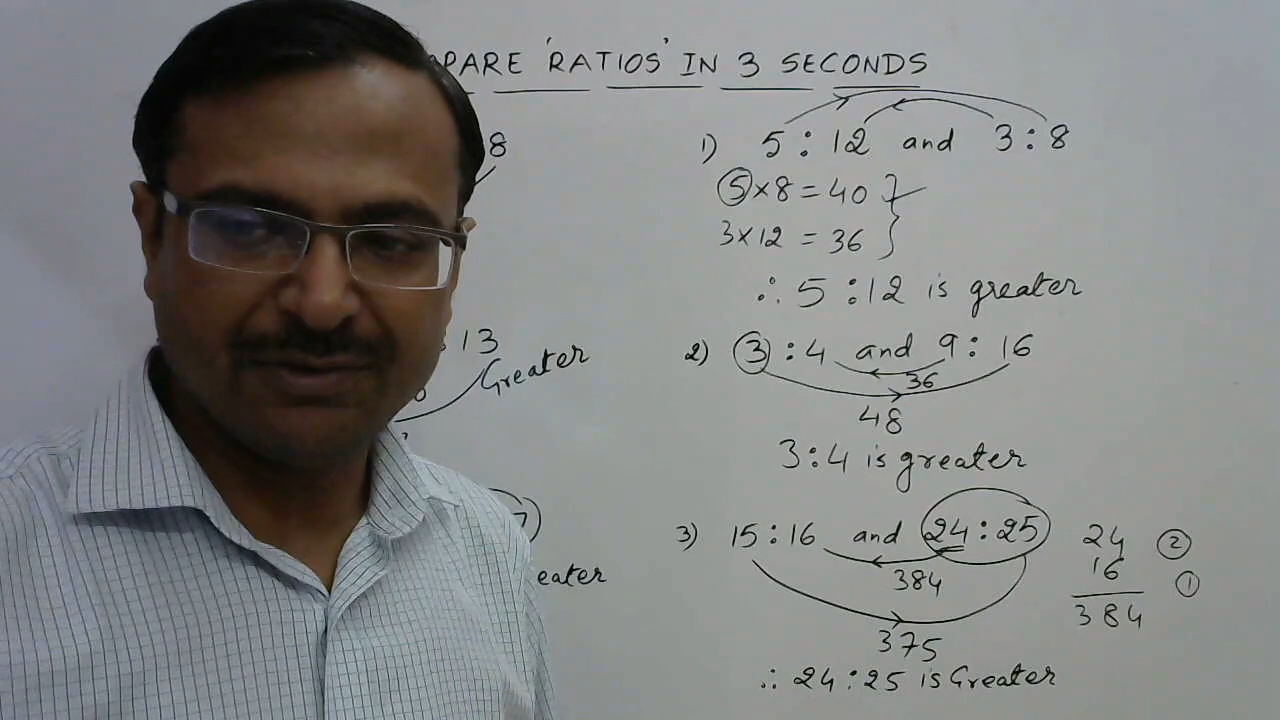 PARE 'RATIOS' IN 3 SECONDS
8
13
Greater
eater
1) 5 : 12 and 3 : 8
5 × 8 = 40
3 × 12 = 36
∴ 5 : 12 is greater
2) 3 : 4 and 9 : 16
36
48
3 : 4 is greater
3) 15 : 16 and 24 : 25
384
375
∴ 24 : 25 is Greater
24 ②
16 ①
384